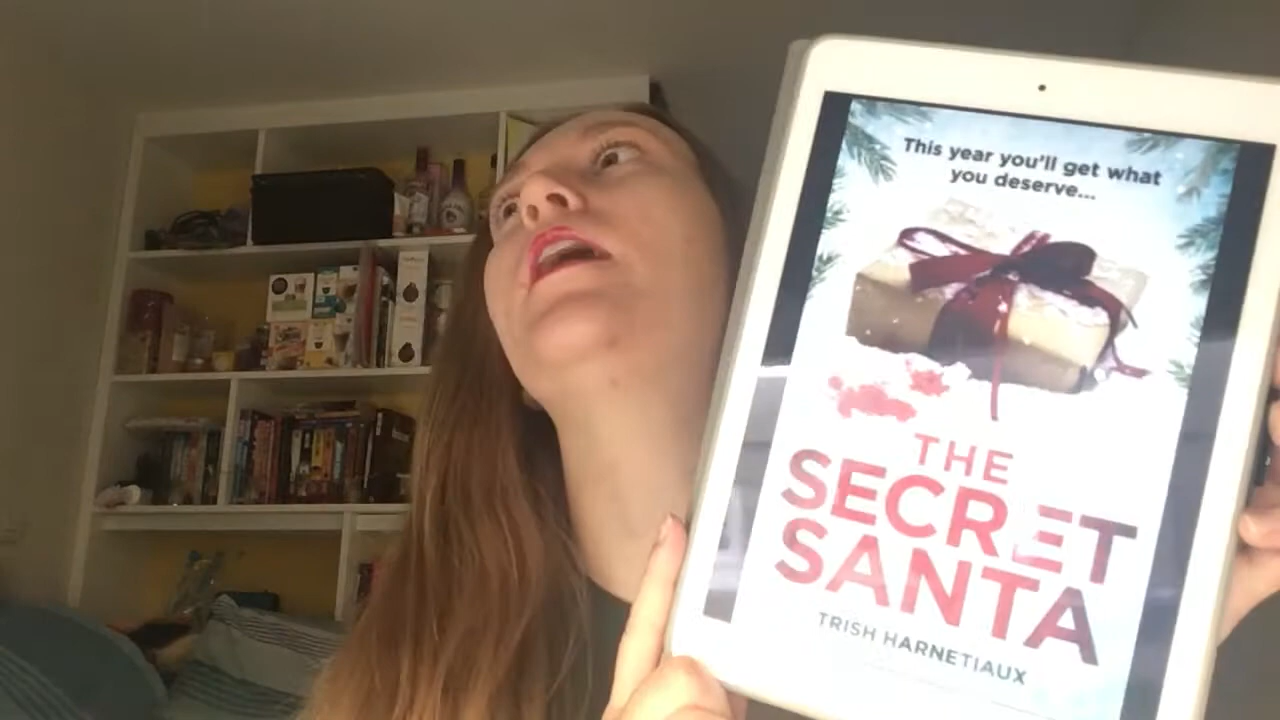 This year you'll get what
you deserve...
THE
SECRET
SANTA
TRISH HARNETIAUX